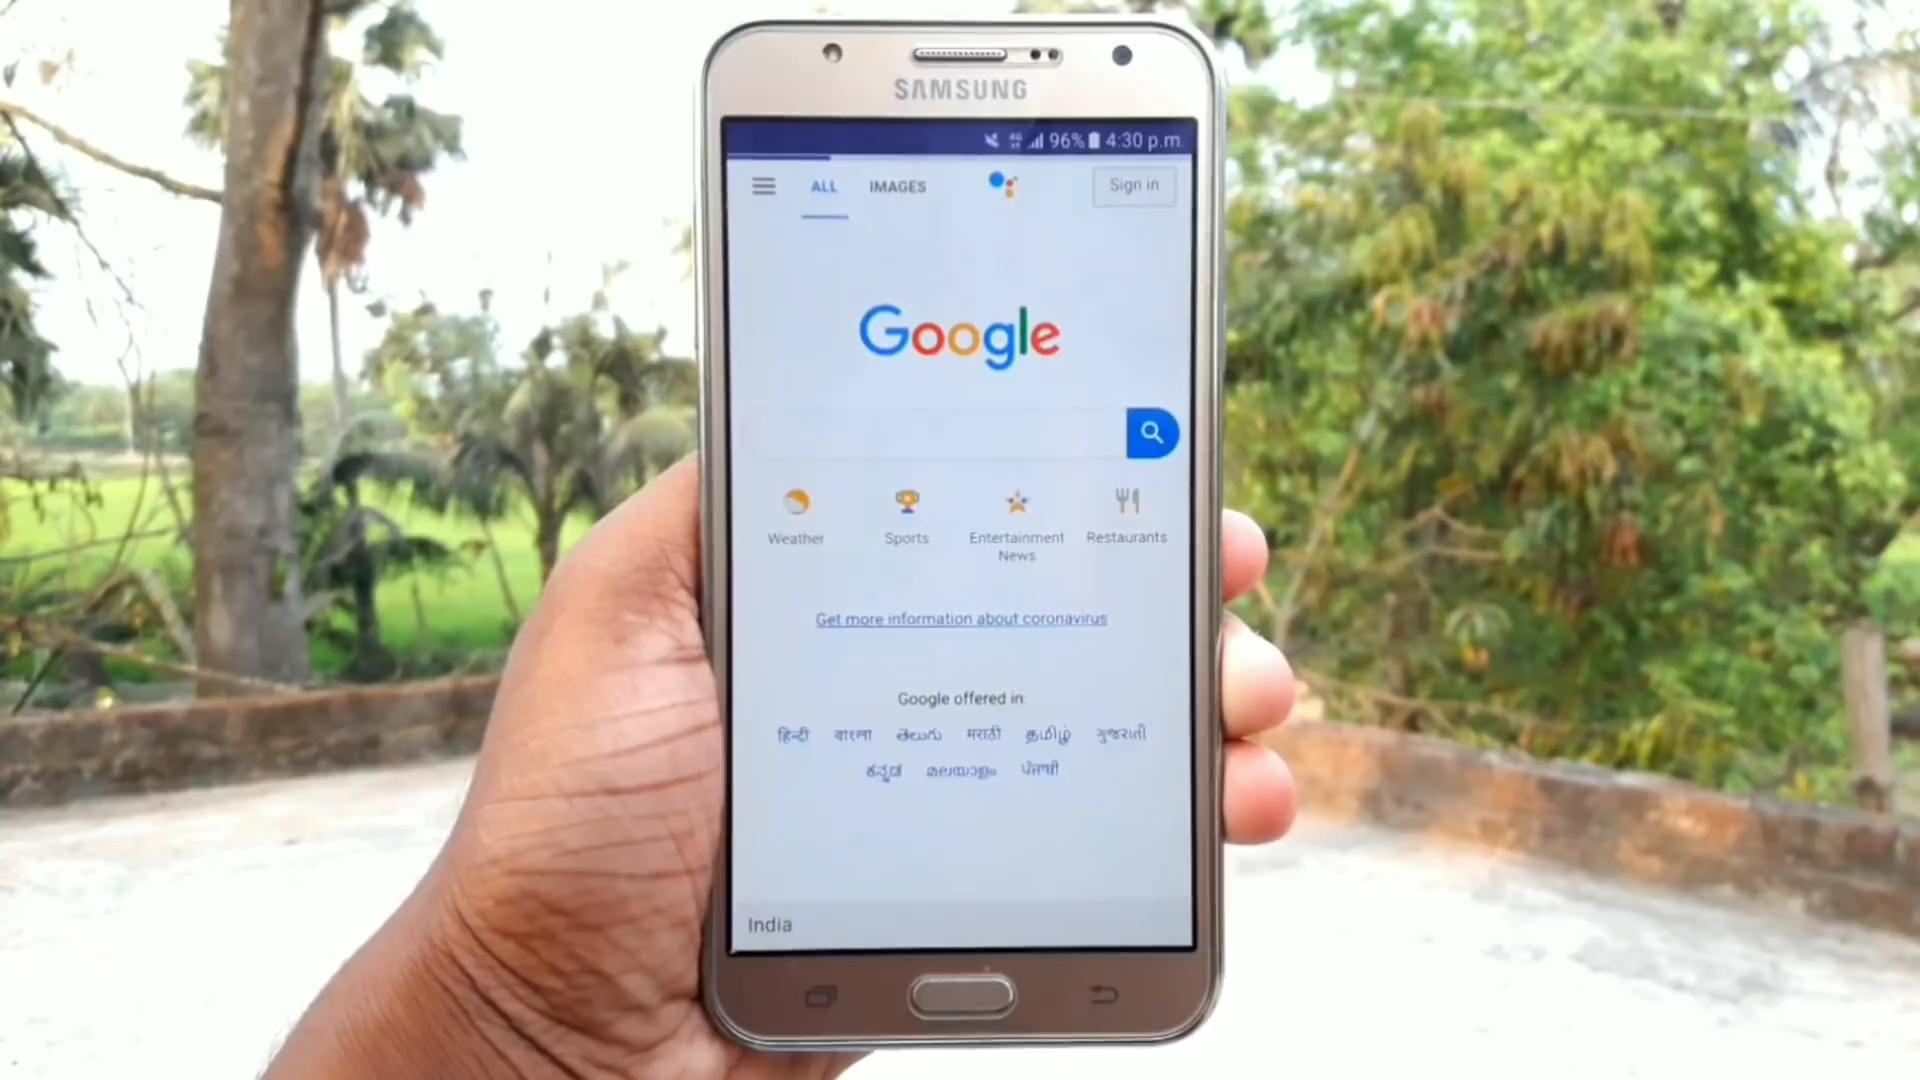 SAMSUNG
96% 4:30 p.m.
ALL IMAGES Sign in
Google
Weather Sports Entertainment News Restaurants
Get more information about coronavirus
Google offered in:
हिन्दी বাংলা తెలుగు मराठी தமிழ் ગુજરાતી
ಕನ್ನಡ മലയാളം ਪੰਜਾਬੀ
India